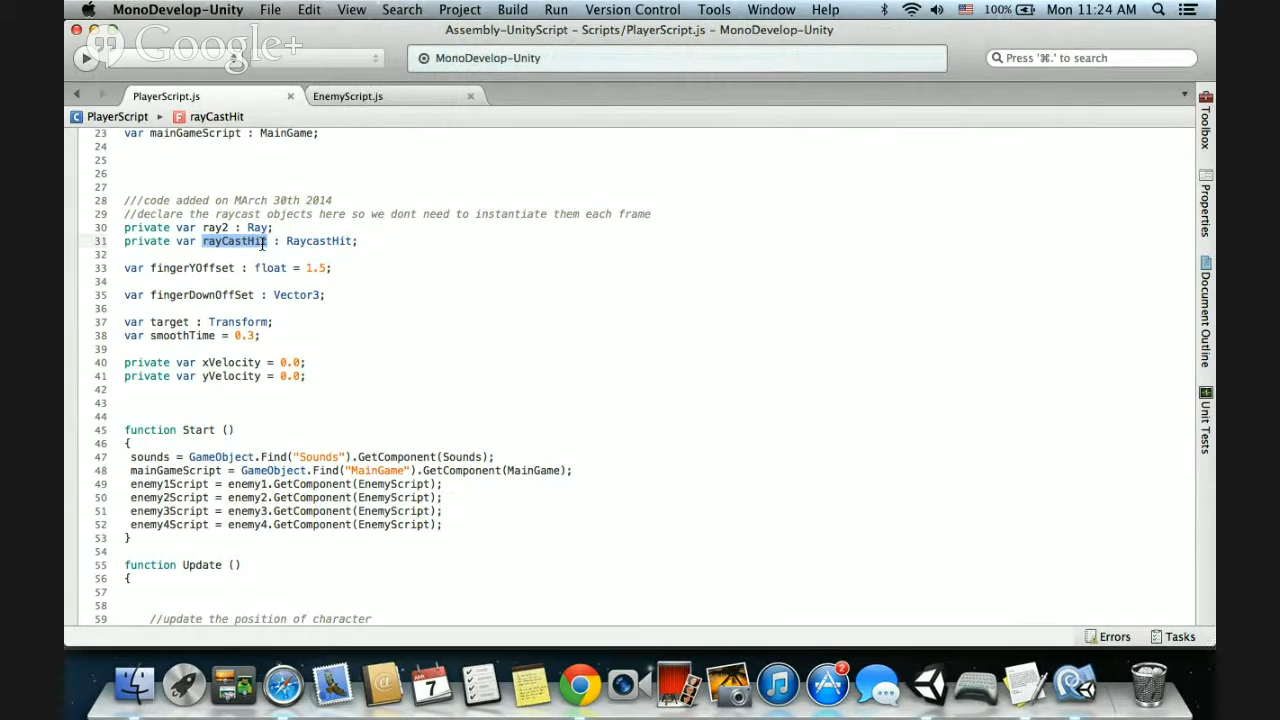 MonoDevelop-Unity File Edit View Search Project Build Run Version Control Tools Window Help 100% Mon 11:24 AM
Assembly-UnityScript - Scripts/PlayerScript.js - MonoDevelop-Unity
Google+
MonoDevelop-Unity
Press '⌘.' to search
PlayerScript.js EnemyScript.js
C PlayerScript F rayCastHit
23 var mainGameScript : MainGame;
24
25
26
27
28 ///code added on MArch 30th 2014
29 //declare the raycast objects here so we dont need to instantiate them each frame
30 private var ray2 : Ray;
31 private var rayCastHit : RaycastHit;
32
33 var fingerYOffset : float = 1.5;
34
35 var fingerDownOffSet : Vector3;
36
37 var target : Transform;
38 var smoothTime = 0.3;
39
40 private var xVelocity = 0.0;
41 private var yVelocity = 0.0;
42
43
44
45 function Start ()
46 {
47 sounds = GameObject.Find("Sounds").GetComponent(Sounds);
48 mainGameScript = GameObject.Find("MainGame").GetComponent(MainGame);
49 enemy1Script = enemy1.GetComponent(EnemyScript);
50 enemy2Script = enemy2.GetComponent(EnemyScript);
51 enemy3Script = enemy3.GetComponent(EnemyScript);
52 enemy4Script = enemy4.GetComponent(EnemyScript);
53 }
54
55 function Update ()
56 {
57
58
59 //update the position of character
Toolbox
Properties
Document Outline
Unit Tests
Errors Tasks
7
2